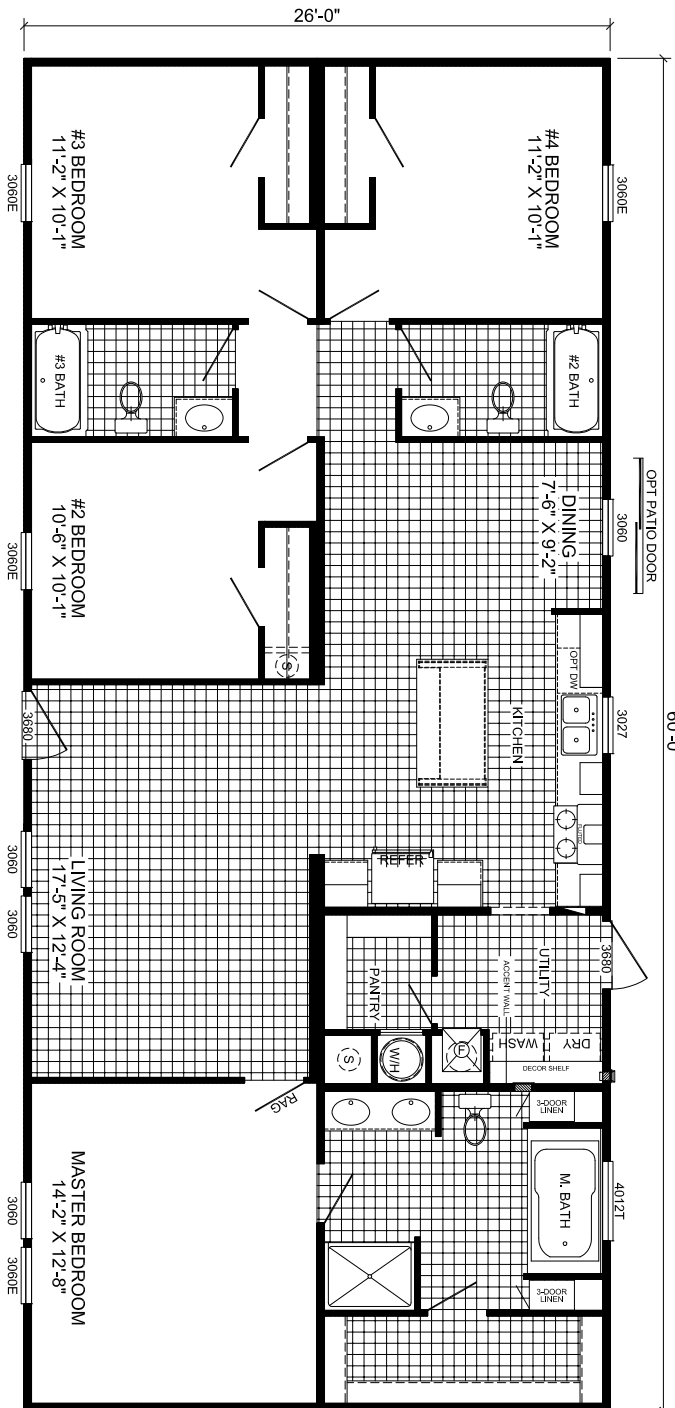 26'-0"
60'-0
#3 BEDROOM
11'-2" X 10'-1"
#4 BEDROOM
11'-2" X 10'-1"
3060E
3060E
#3 BATH
#2 BATH
#2 BEDROOM
10'-6" X 10'-1"
3060E
S
DINING
7'-6" X 9'-2"
3060
OPT PATIO DOOR
OPT DW
KITCHEN
3027
REFER
3680
3060
3060
LIVING ROOM
17'-5" X 12'-4"
UTILITY
3680
ACCENT WALL
PANTRY
S
W/H
F
WASH
DRY
DECOR SHELF
RAG
3-DOOR
LINEN
M. BATH
4012T
3-DOOR
LINEN
MASTER BEDROOM
14'-2" X 12'-8"
3060
3060E